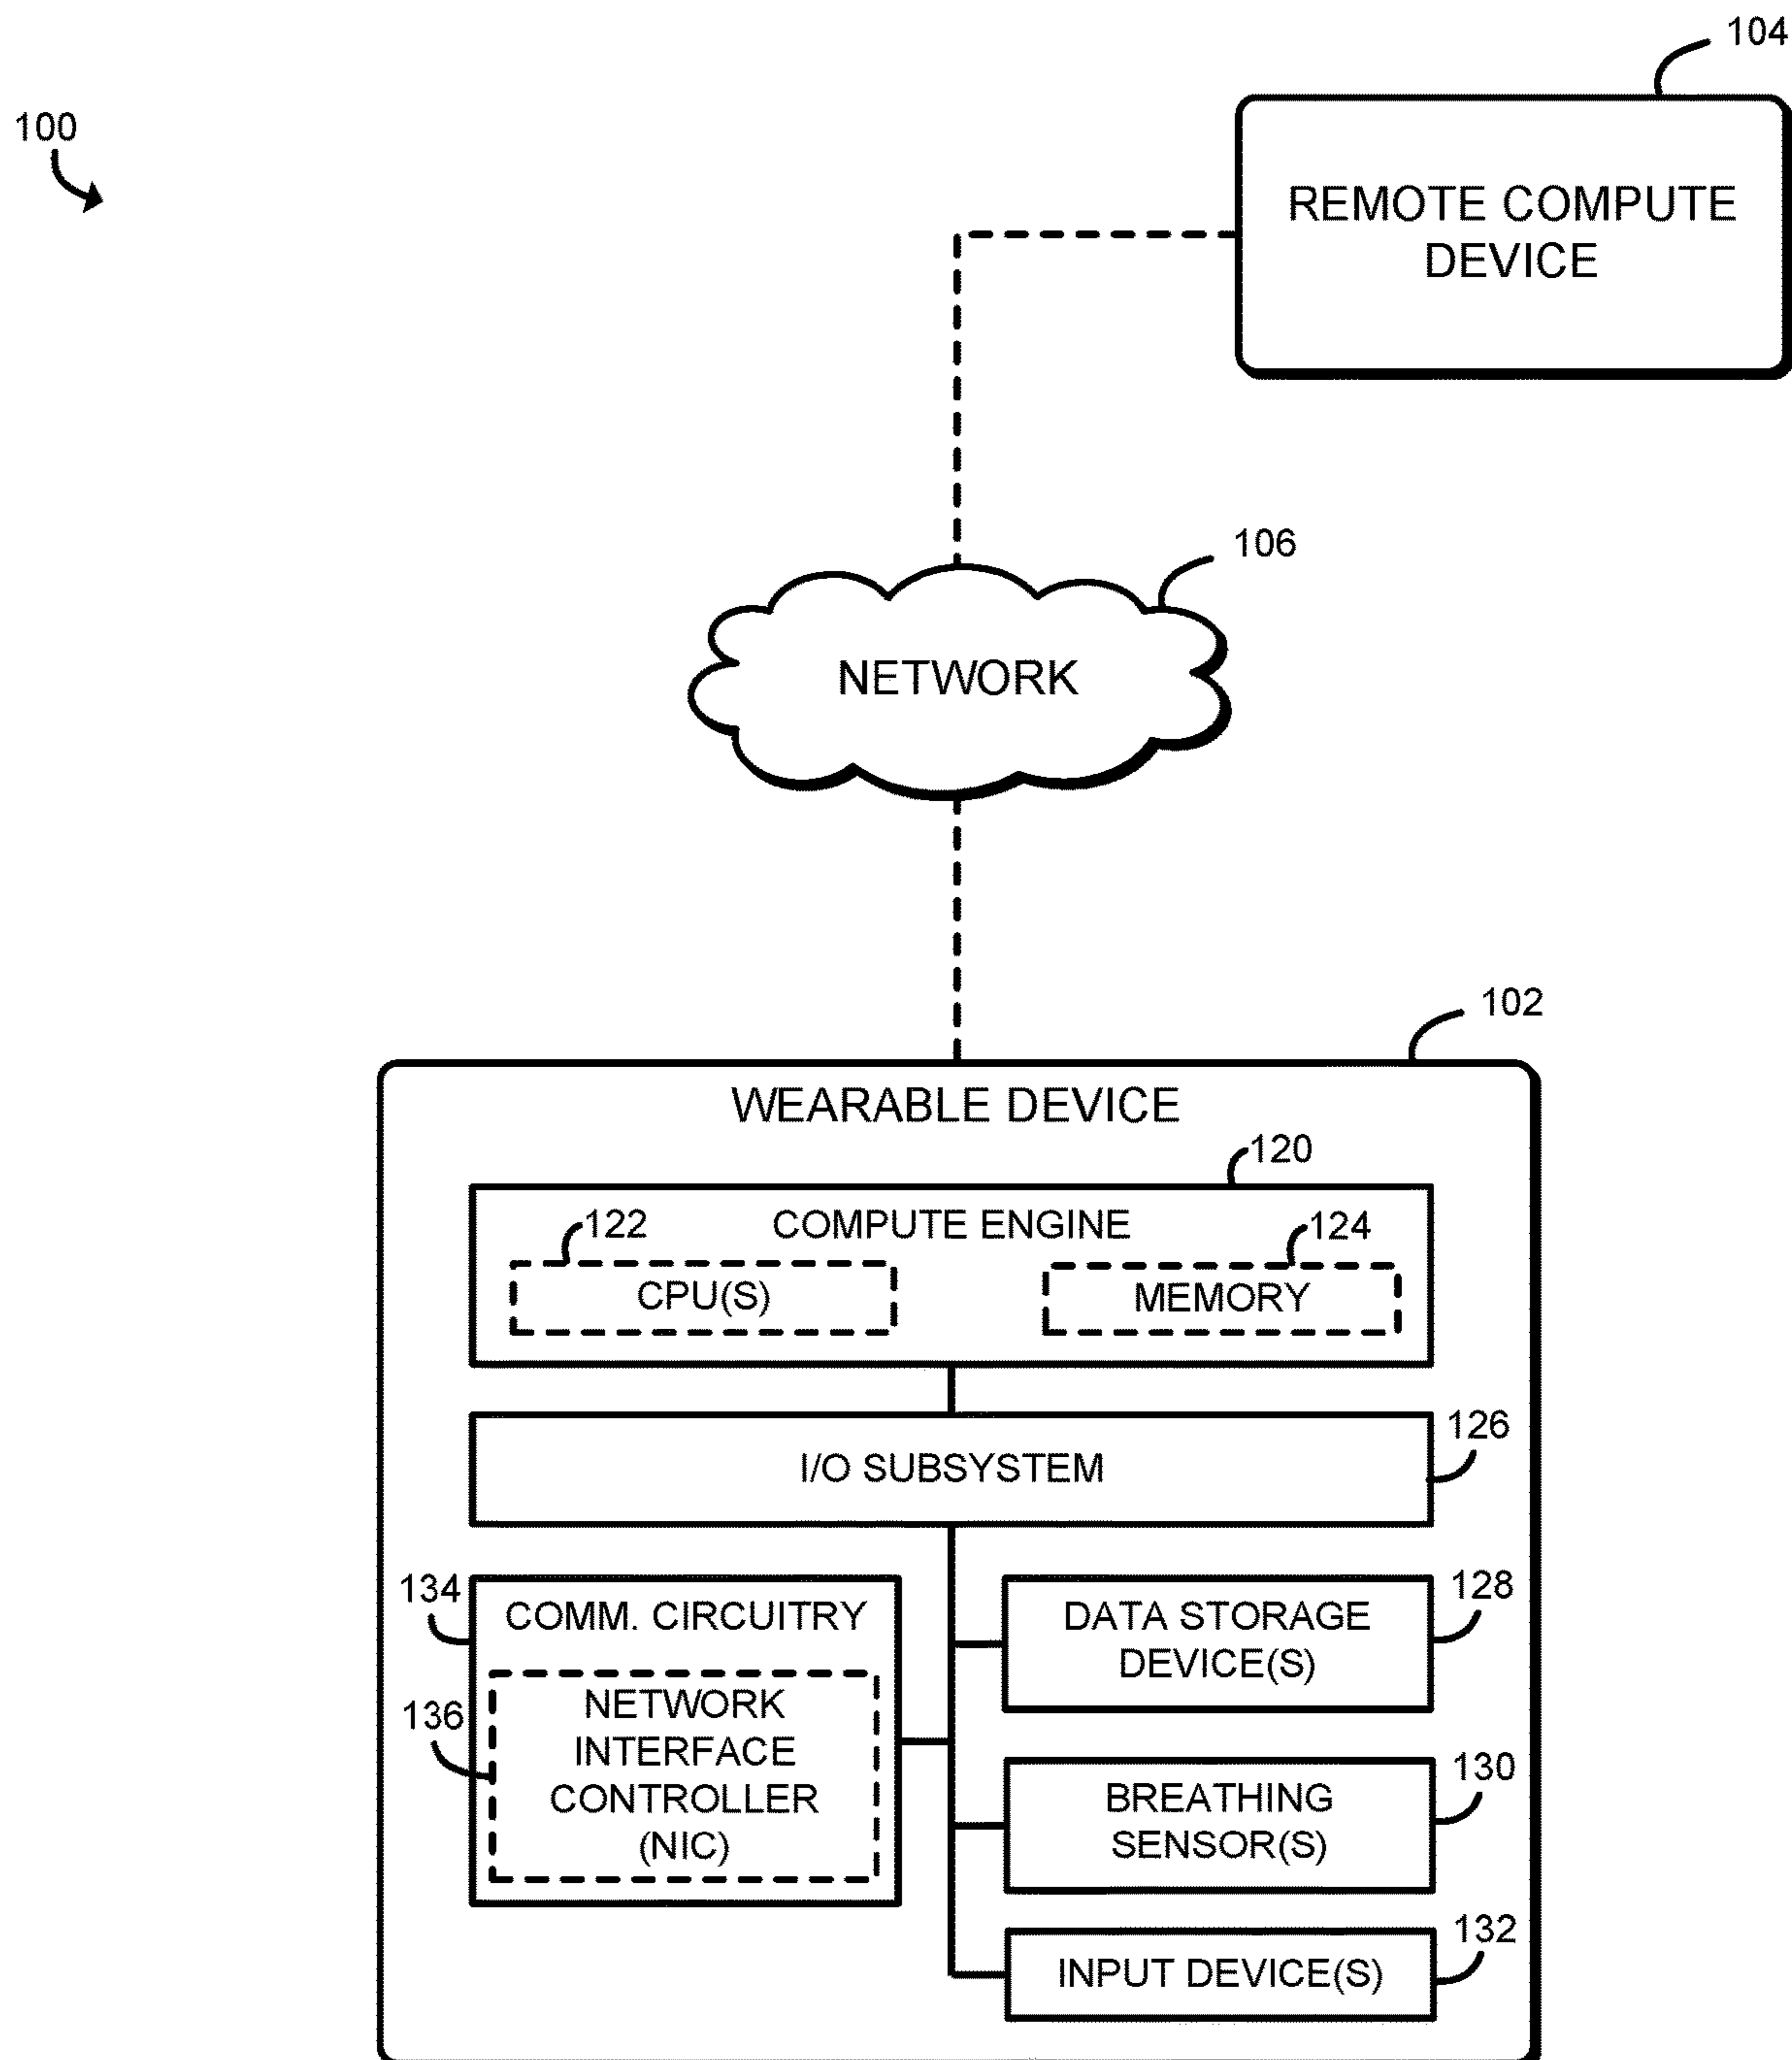 104
100
REMOTE COMPUTE
DEVICE
106
NETWORK
102
WEARABLE DEVICE
120
COMPUTE ENGINE
122
124
CPU(S)
MEMORY
I/O SUBSYSTEM
126
134
COMM. CIRCUITRY
136
NETWORK
INTERFACE
CONTROLLER
(NIC)
DATA STORAGE
DEVICE(S)
128
BREATHING
SENSOR(S)
130
INPUT DEVICE(S)
132